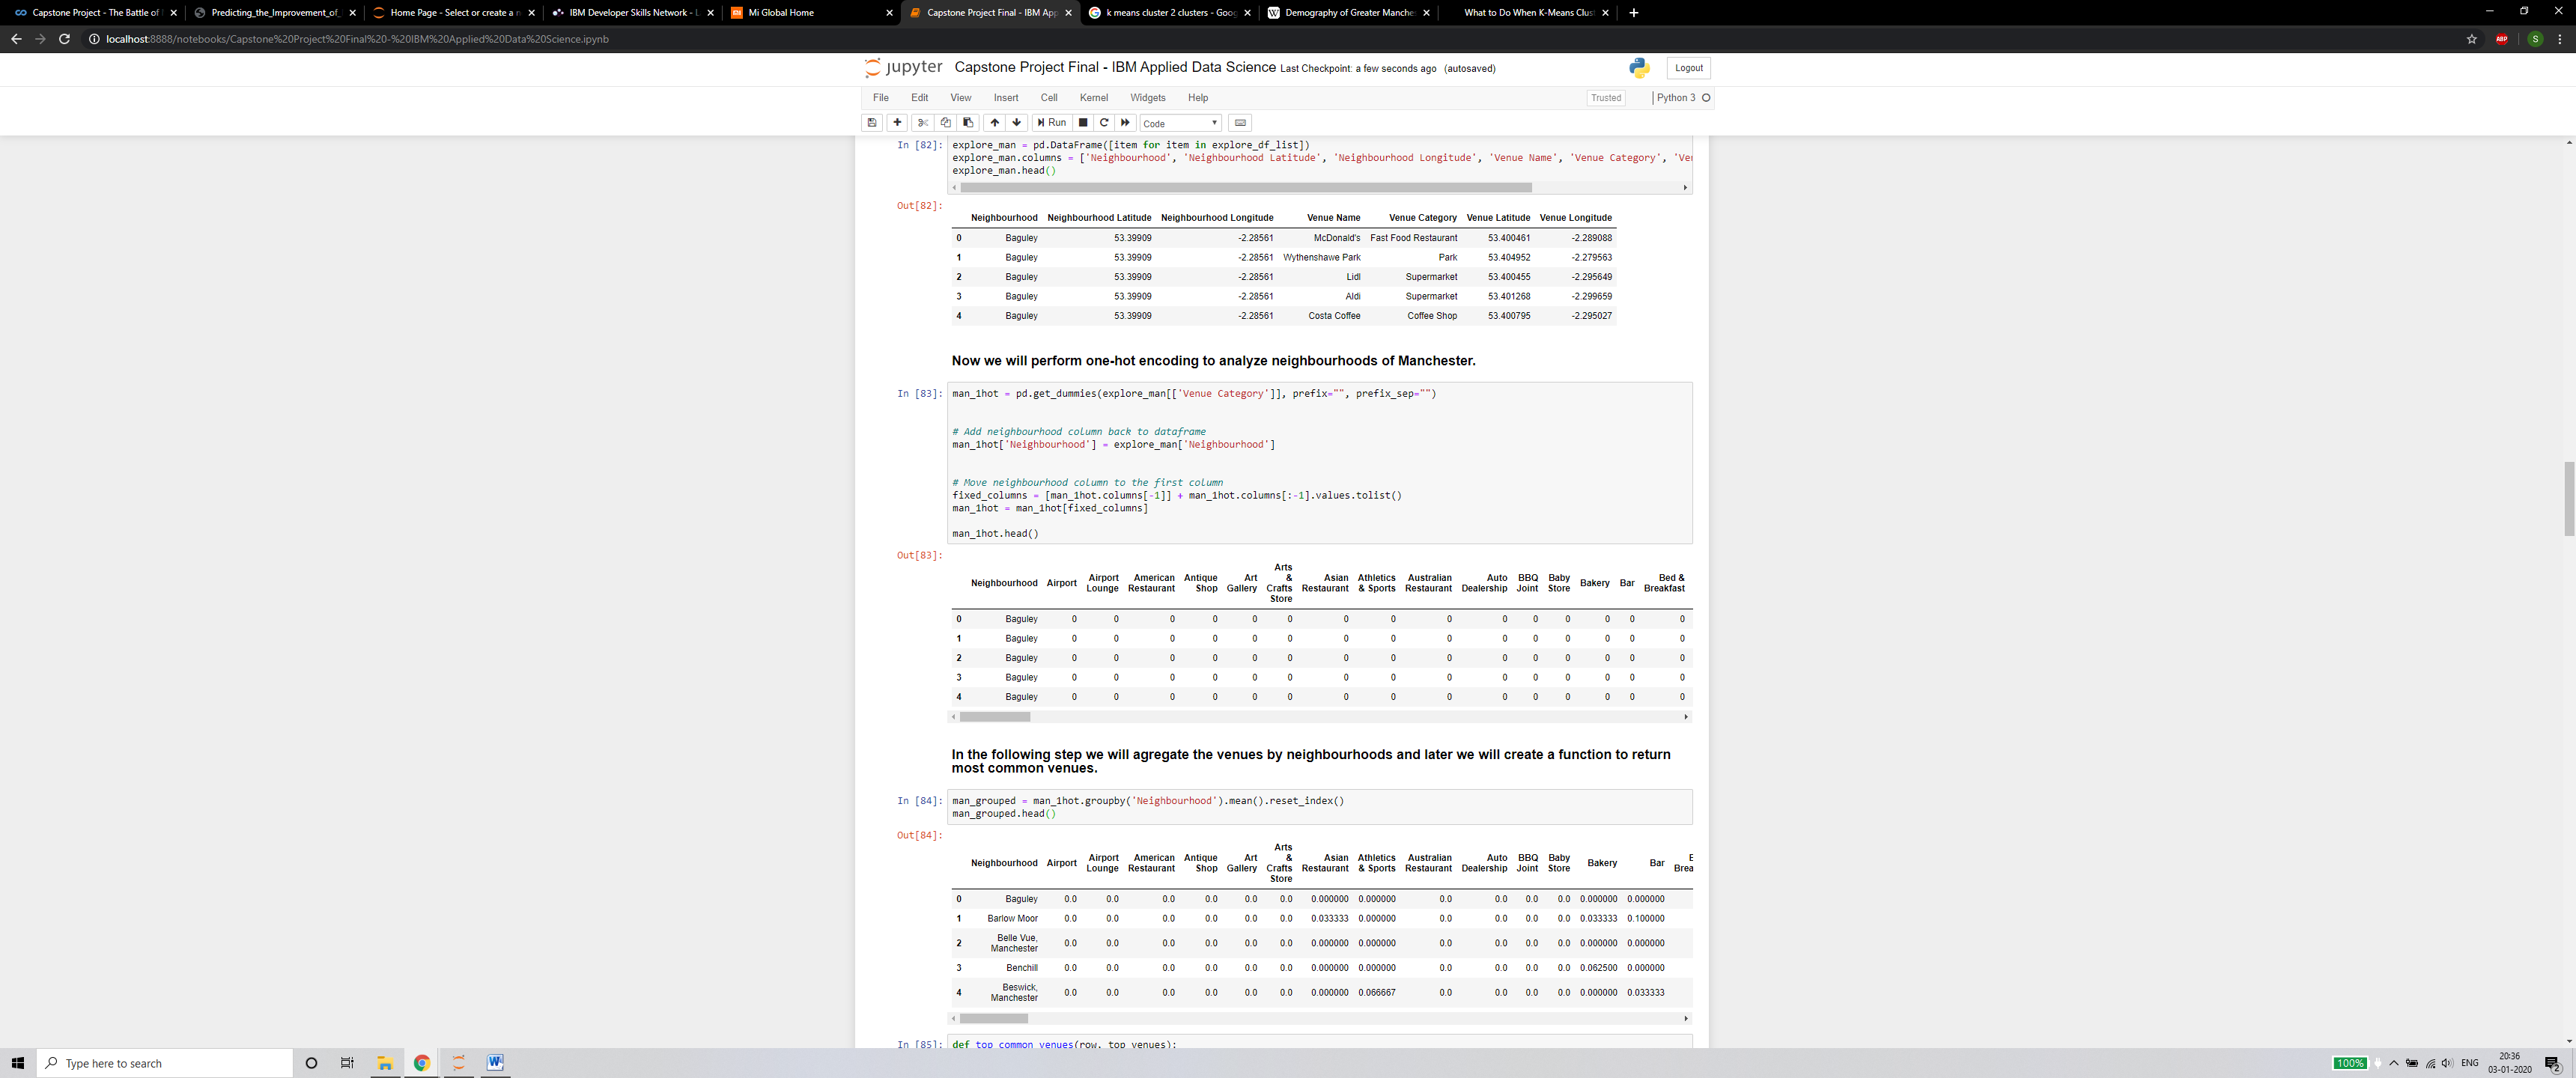 Capstone Project - The Battle of
Predicting_the_Improvement_of_
Home Page - Select or create a n
IBM Developer Skills Network - L
Mi Global Home
Capstone Project Final - IBM App
k means cluster 2 clusters - Goog
Demography of Greater Manche
What to Do When K-Means Clus
localhost:8888/notebooks/Capstone%20Project%20Final%20-%20IBM%20Applied%20Data%20Science.ipynb
ABP
S
jupyter Capstone Project Final - IBM Applied Data Science Last Checkpoint: a few seconds ago (autosaved)
Logout
File Edit View Insert Cell Kernel Widgets Help
Trusted
Python 3
Run
Code
In [82]: explore_man = pd.DataFrame([item for item in explore_df_list])
explore_man.columns = ['Neighbourhood', 'Neighbourhood Latitude', 'Neighbourhood Longitude', 'Venue Name', 'Venue Category', 'Ve
explore_man.head()
Out[82]:
Neighbourhood Neighbourhood Latitude Neighbourhood Longitude Venue Name Venue Category Venue Latitude Venue Longitude
0 Baguley 53.39909 -2.28561 McDonald's Fast Food Restaurant 53.400461 -2.289088
1 Baguley 53.39909 -2.28561 Wythenshawe Park Park 53.404952 -2.279563
2 Baguley 53.39909 -2.28561 Lidl Supermarket 53.400455 -2.295649
3 Baguley 53.39909 -2.28561 Aldi Supermarket 53.401268 -2.299659
4 Baguley 53.39909 -2.28561 Costa Coffee Coffee Shop 53.400795 -2.295027
Now we will perform one-hot encoding to analyze neighbourhoods of Manchester.
In [83]: man_1hot = pd.get_dummies(explore_man[['Venue Category']], prefix="", prefix_sep="")
# Add neighbourhood column back to dataframe
man_1hot['Neighbourhood'] = explore_man['Neighbourhood']
# Move neighbourhood column to the first column
fixed_columns = [man_1hot.columns[-1]] + man_1hot.columns[:-1].values.tolist()
man_1hot = man_1hot[fixed_columns]
man_1hot.head()
Out[83]:
Neighbourhood Airport Airport Lounge American Restaurant Antique Shop Art Gallery Arts & Crafts Store Asian Restaurant Athletics & Sports Australian Restaurant Auto Dealership BBQ Joint Baby Store Bakery Bar Bed & Breakfast
0 Baguley 0 0 0 0 0 0 0 0 0 0 0 0 0 0 0
1 Baguley 0 0 0 0 0 0 0 0 0 0 0 0 0 0 0
2 Baguley 0 0 0 0 0 0 0 0 0 0 0 0 0 0 0
3 Baguley 0 0 0 0 0 0 0 0 0 0 0 0 0 0 0
4 Baguley 0 0 0 0 0 0 0 0 0 0 0 0 0 0 0
In the following step we will agregate the venues by neighbourhoods and later we will create a function to return
most common venues.
In [84]: man_grouped = man_1hot.groupby('Neighbourhood').mean().reset_index()
man_grouped.head()
Out[84]:
Neighbourhood Airport Airport Lounge American Restaurant Antique Shop Art Gallery Arts & Crafts Store Asian Restaurant Athletics & Sports Australian Restaurant Auto Dealership BBQ Joint Baby Store Bakery Bar Brea
0 Baguley 0.0 0.0 0.0 0.0 0.0 0.0 0.000000 0.000000 0.0 0.0 0.0 0.0 0.000000 0.000000
1 Barlow Moor 0.0 0.0 0.0 0.0 0.0 0.0 0.033333 0.000000 0.0 0.0 0.0 0.0 0.033333 0.100000
2 Belle Vue, Manchester 0.0 0.0 0.0 0.0 0.0 0.0 0.000000 0.000000 0.0 0.0 0.0 0.0 0.000000 0.000000
3 Benchill 0.0 0.0 0.0 0.0 0.0 0.0 0.000000 0.000000 0.0 0.0 0.0 0.0 0.062500 0.000000
4 Beswick, Manchester 0.0 0.0 0.0 0.0 0.0 0.0 0.000000 0.066667 0.0 0.0 0.0 0.0 0.000000 0.033333
In [85]: def top_common_venues(row, top_venues):
Type here to search
100%
ENG
20:36
03-01-2020
2